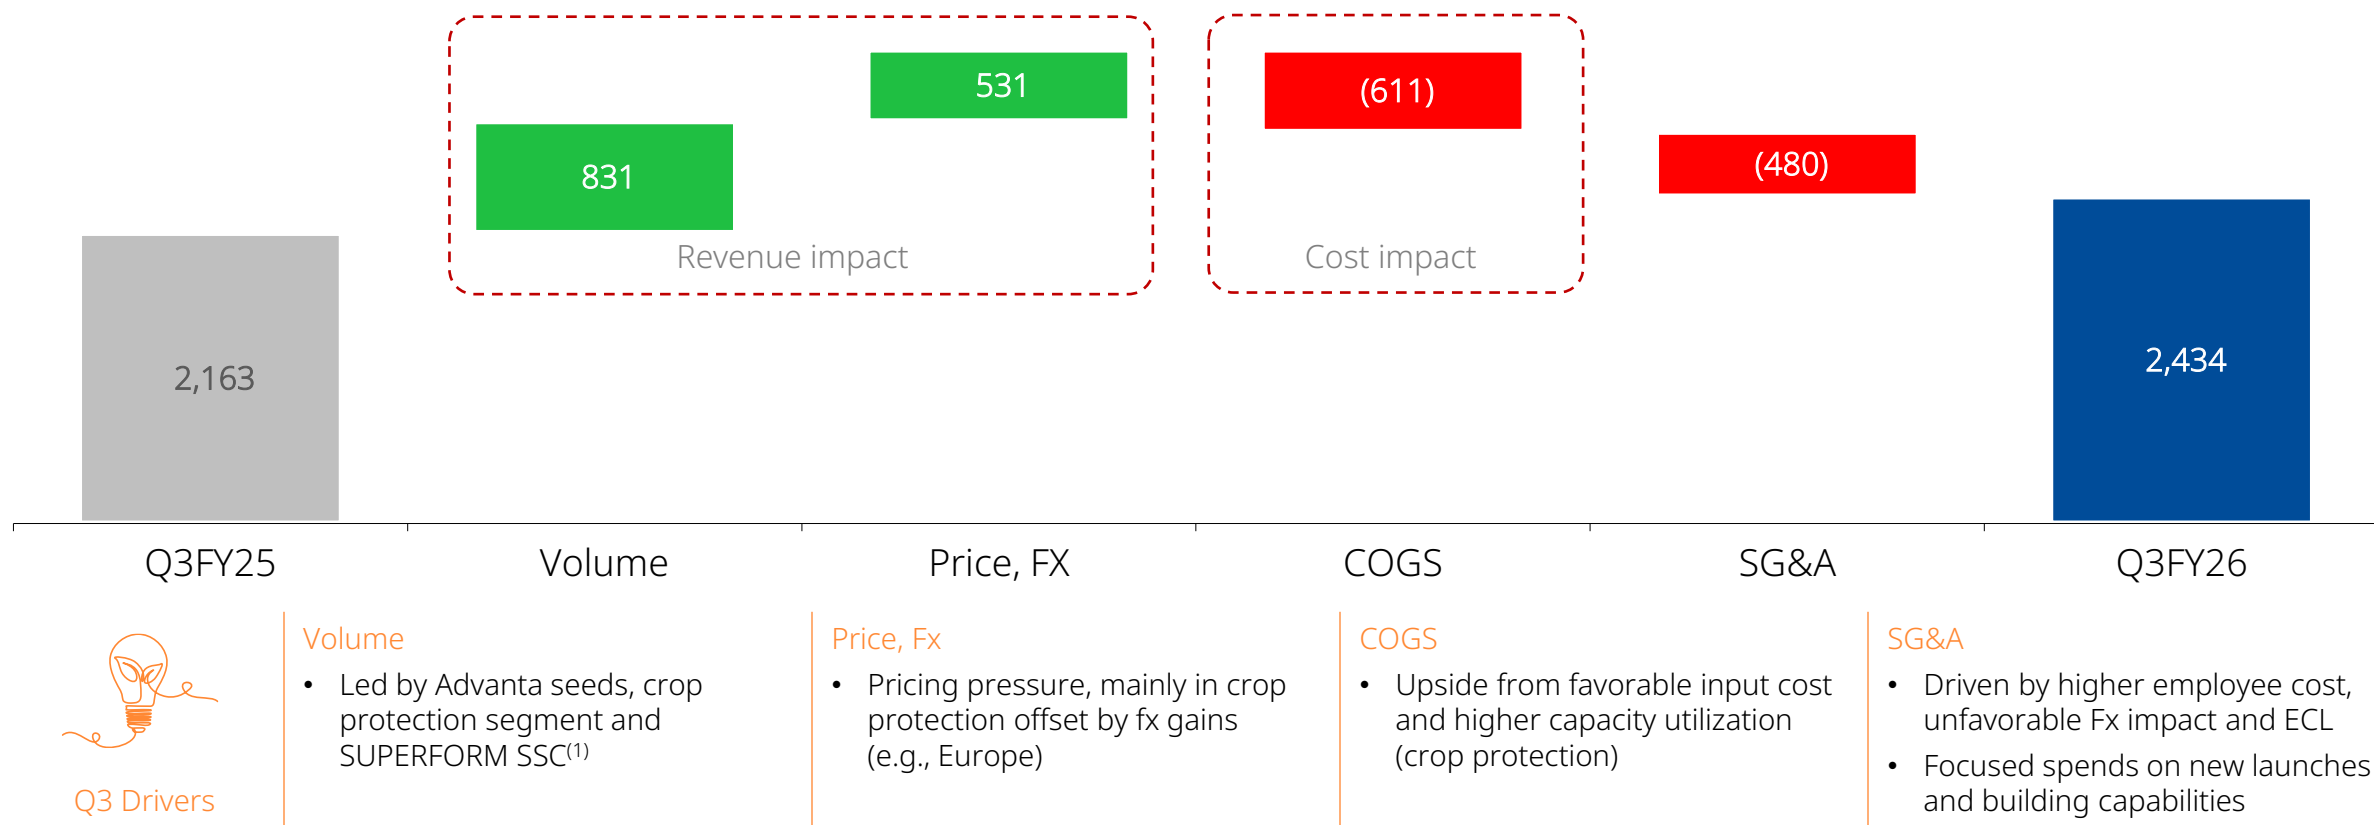 531
(611)
831
(480)
Revenue impact
Cost impact
2,163
2,434
Q3FY25
Volume
Price, FX
COGS
SG&A
Q3FY26
Q3 Drivers
Volume
• Led by Advanta seeds, crop
protection segment and
SUPERFORM SSC(1)
Price, Fx
• Pricing pressure, mainly in crop
protection offset by fx gains
(e.g., Europe)
COGS
• Upside from favorable input cost
and higher capacity utilization
(crop protection)
SG&A
• Driven by higher employee cost,
unfavorable Fx impact and ECL
• Focused spends on new launches
and building capabilities